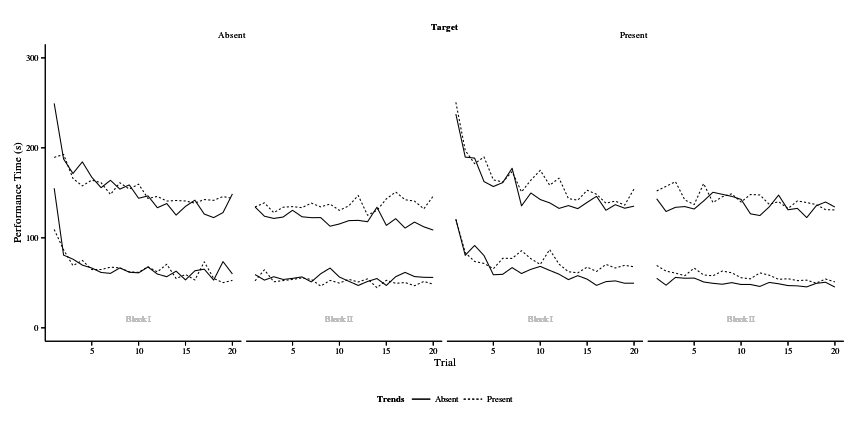 Target
Absent Present
Performance Time (s)
300
200
100
0
Block I Block II Block I Block II
5 10 15 20 5 10 15 20 5 10 15 20 5 10 15 20
Trial
Trends Absent Present